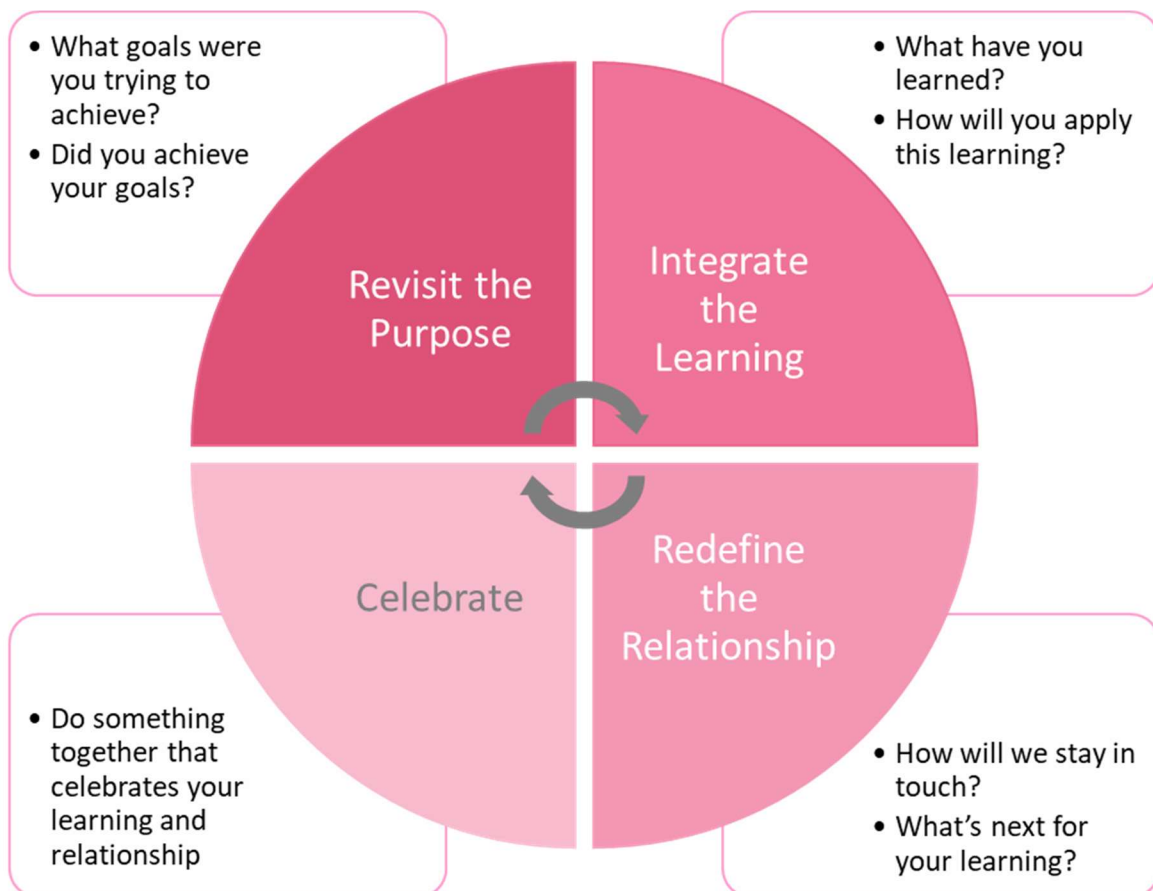 • What goals were
you trying to
achieve?
• Did you achieve
your goals?
• What have you
learned?
• How will you apply
this learning?
Revisit the
Purpose
Integrate
the
Learning
Celebrate
Redefine
the
Relationship
• Do something
together that
celebrates your
learning and
relationship
• How will we stay in
touch?
• What’s next for
your learning?